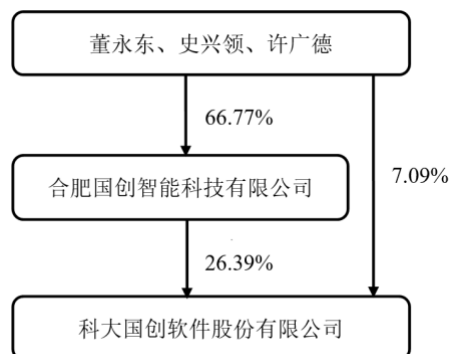 董永东、史兴领、许广德
66.77%
7.09%
合肥国创智能科技有限公司
26.39%
科大国创软件股份有限公司